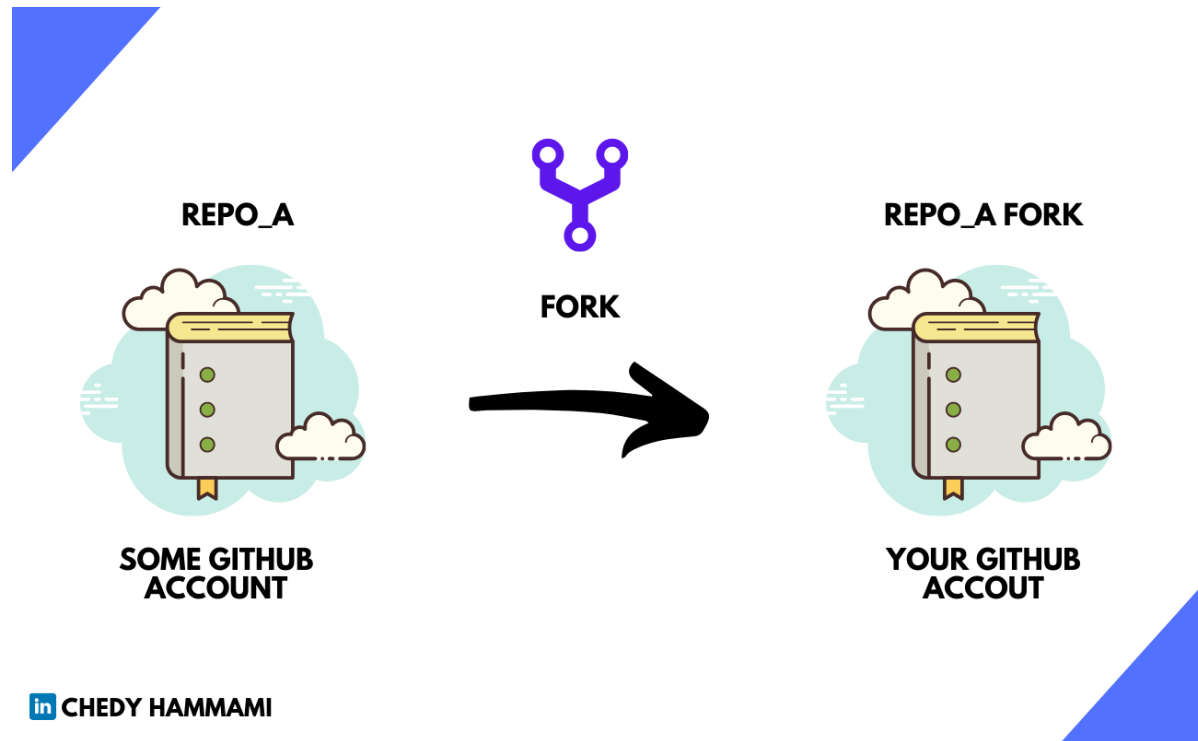 REPO_A
FORK
REPO_A FORK
SOME GITHUB
ACCOUNT
YOUR GITHUB
ACCOUT
in CHEDY HAMMAMI